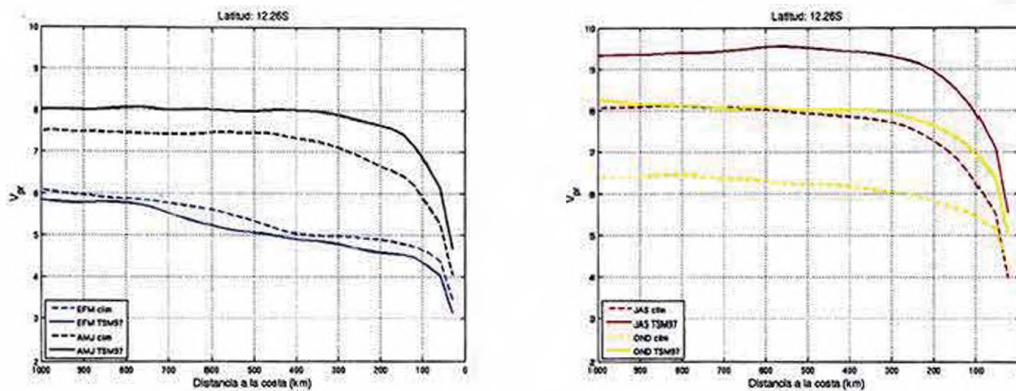 Latitud: 12.26S
10
9
8
7
6
5
4
3
2
V_pr
1000 900 800 700 600 500 400 300 200 100 0
Distancia a la costa (km)
EFM clim
EFM TSM97
AMJ clim
AMJ TSM97
Latitud: 12.26S
10
9
8
7
6
5
4
3
2
V_pr
1000 900 800 700 600 500 400 300 200 100 0
Distancia a la costa (km)
JAS clim
JAS TSM97
OND clim
OND TSM97